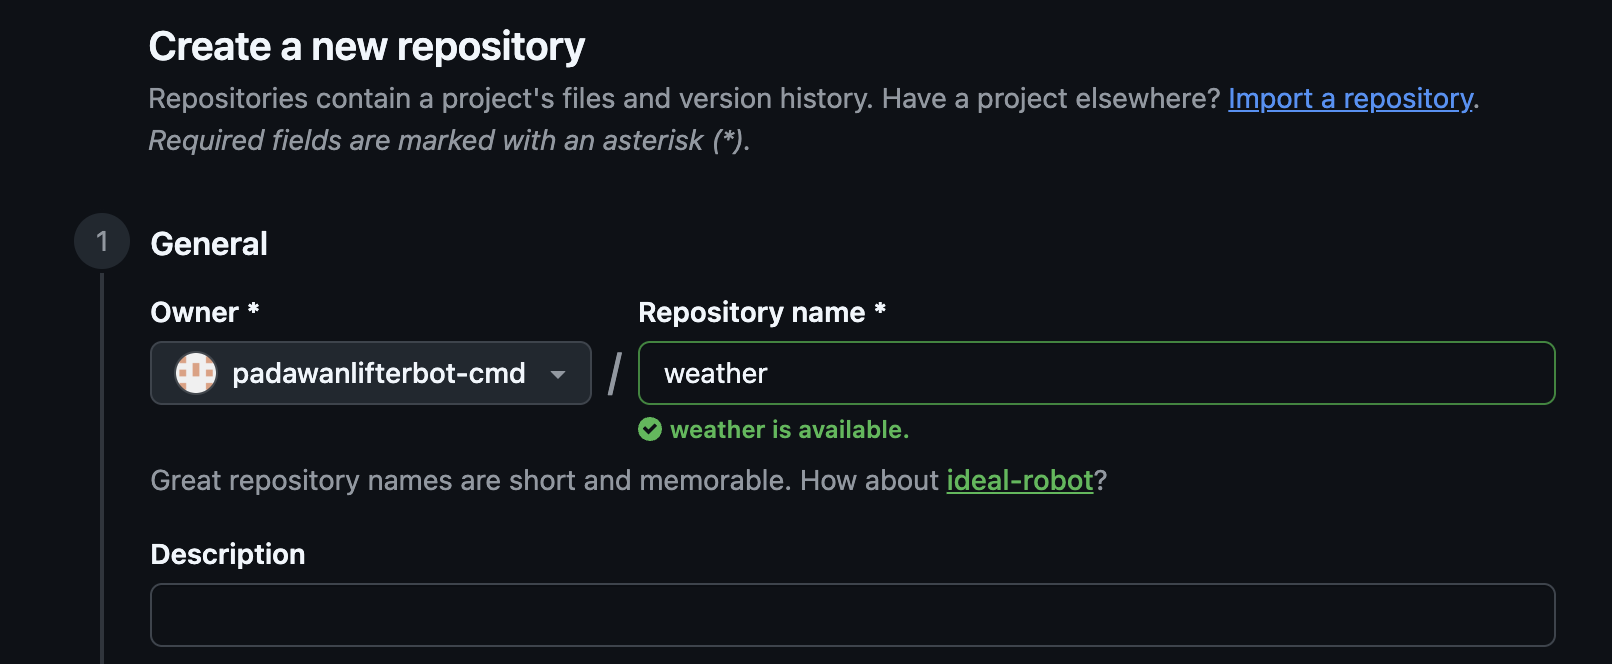 Create a new repository
Repositories contain a project's files and version history. Have a project elsewhere? Import a repository.
Required fields are marked with an asterisk (*).
1
General
Owner *
Repository name *
padawanlifterbot-cmd / weather
weather is available.
Great repository names are short and memorable. How about ideal-robot?
Description